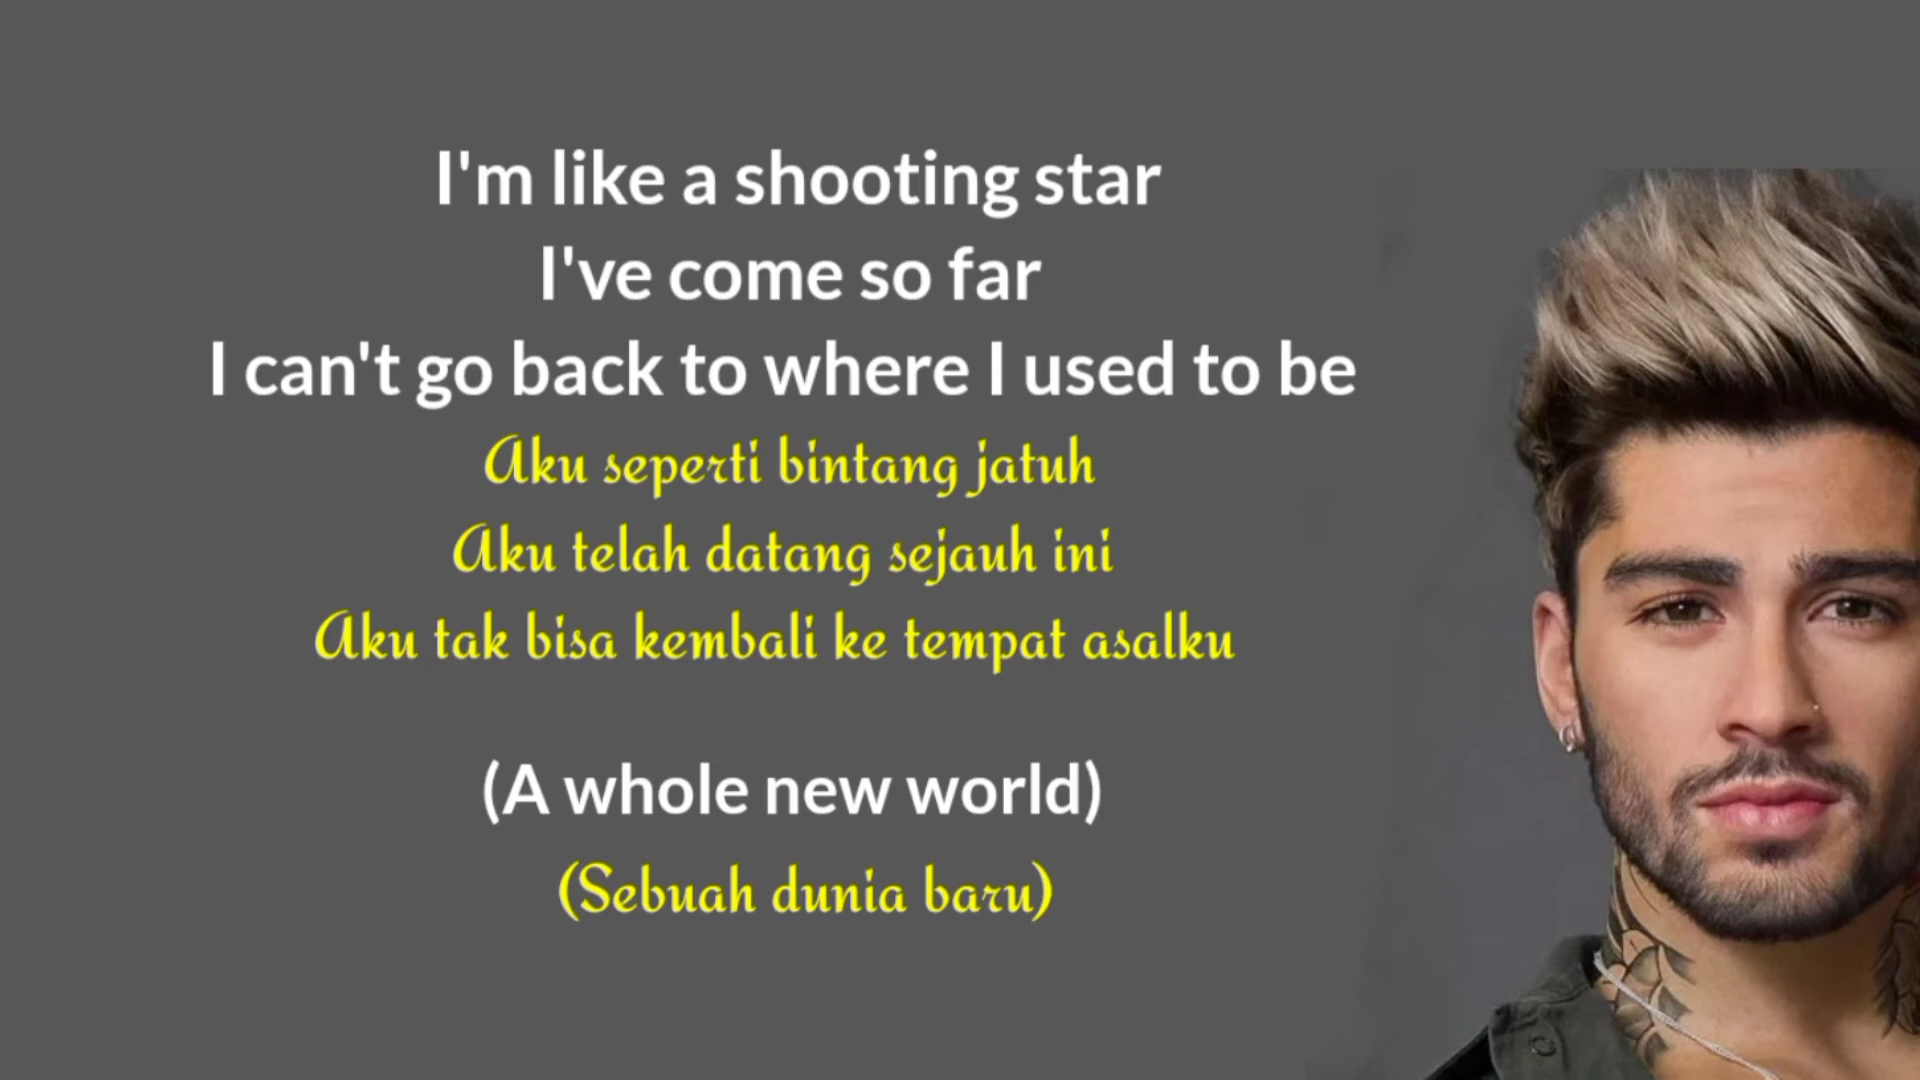 I'm like a shooting star
I've come so far
I can't go back to where I used to be
Aku seperti bintang jatuh
Aku telah datang sejauh ini
Aku tak bisa kembali ke tempat asalku
(A whole new world)
(Sebuah dunia baru)